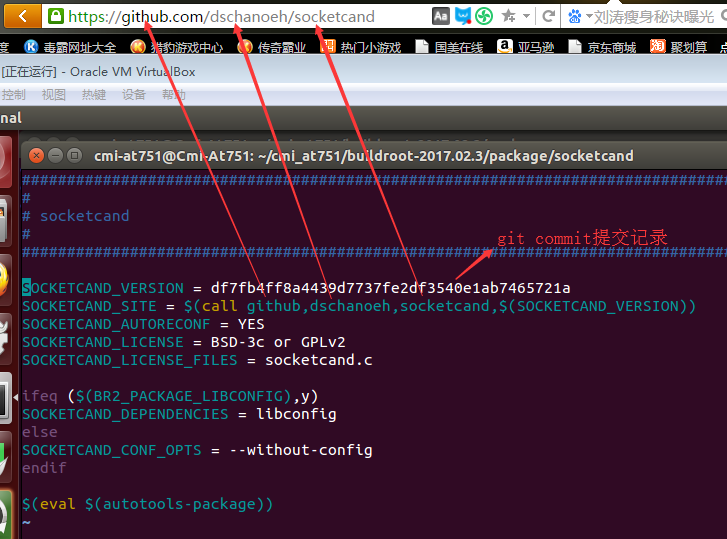 https://github.com/dschanoeh/socketcand
Aa
刘涛瘦身秘诀曝光
度 毒霸网址大全 猎豹游戏中心 传奇霸业 热门小游戏 国美在线 亚马逊 京东商城 聚划算
[正在运行] - Oracle VM VirtualBox
控制 视图 热键 设备 帮助
nal
cmi-at751@Cmi-At751: ~/cmi_at751/buildroot-2017.02.3/package/socketcand
################################################################################
#
# socketcand
#
git commit提交记录
################################################################################
SOCKETCAND_VERSION = df7fb4ff8a4439d7737fe2df3540e1ab7465721a
SOCKETCAND_SITE = $(call github,dschanoeh,socketcand,$(SOCKETCAND_VERSION))
SOCKETCAND_AUTORECONF = YES
SOCKETCAND_LICENSE = BSD-3c or GPLv2
SOCKETCAND_LICENSE_FILES = socketcand.c
ifeq ($(BR2_PACKAGE_LIBCONFIG),y)
SOCKETCAND_DEPENDENCIES = libconfig
else
SOCKETCAND_CONF_OPTS = --without-config
endif
$(eval $(autotools-package))
~